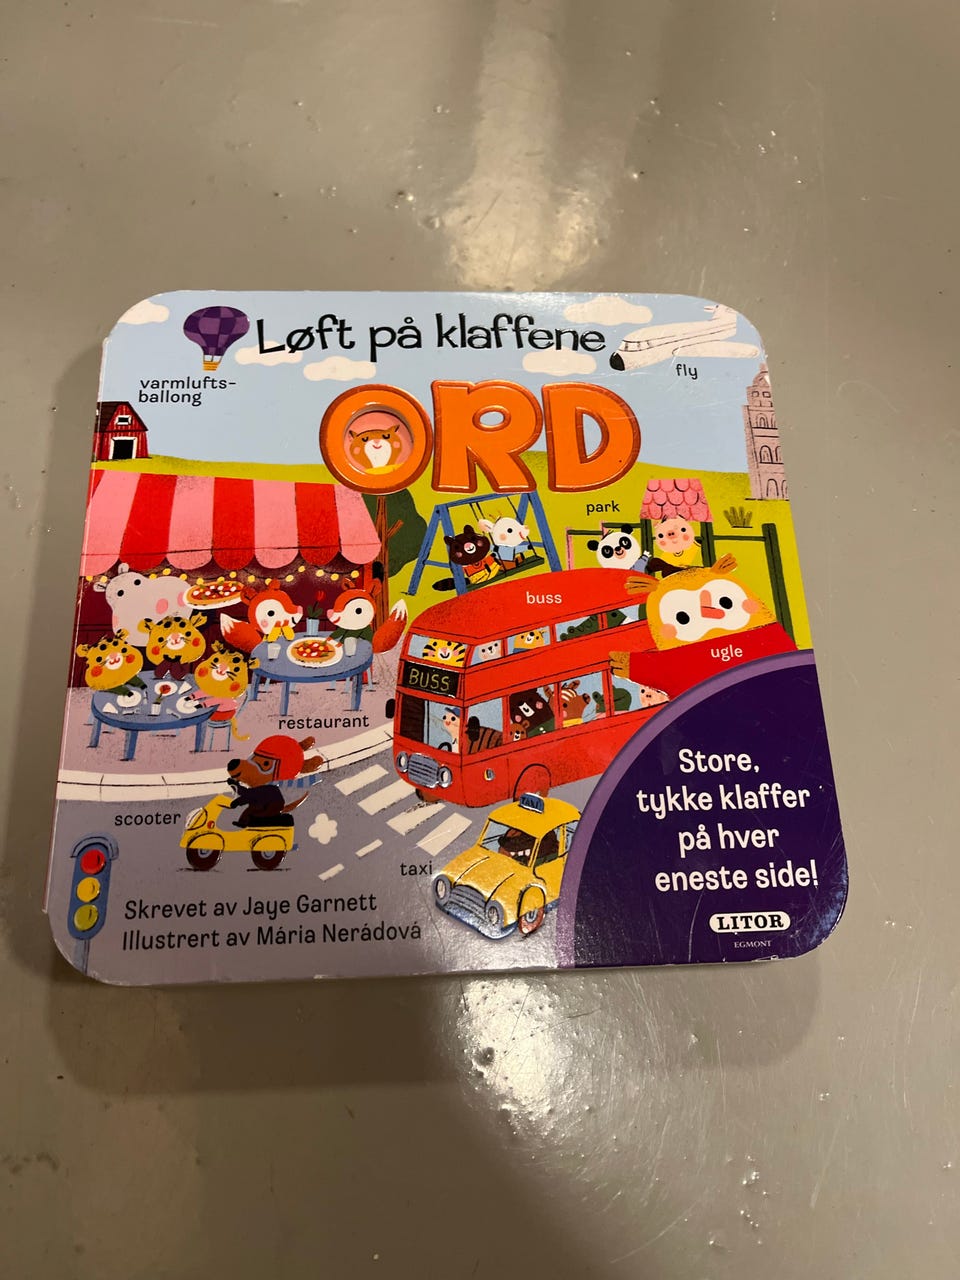 Løft på klaffene
varmlufts-
ballong
fly
ORD
park
buss
ugle
BUSS
restaurant
scooter
TAXI
taxi
Store,
tykke klaffer
på hver
eneste side!
Skrevet av Jaye Garnett
Illustrert av Mária Nerádová
LITOR
EGMONT